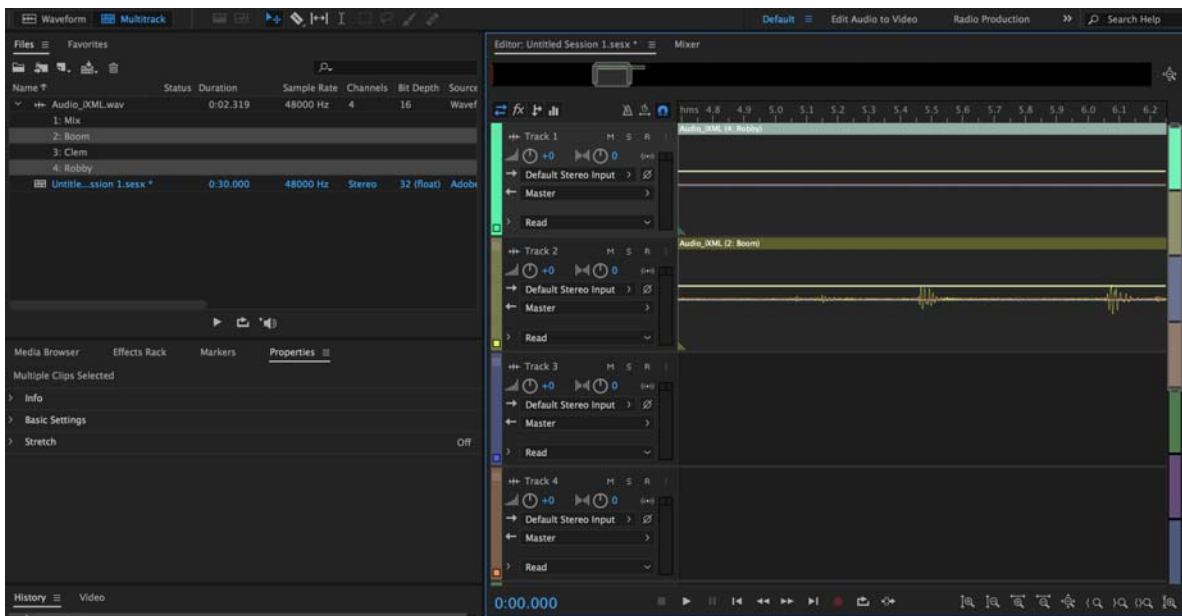 Waveform Multitrack Default Edit Audio to Video Radio Production Search Help
Files Favorites
Name Status Duration Sample Rate Channels Bit Depth Source
Audio_iXML.wav 0:02.319 48000 Hz 4 16 Wavef
1: Mix
2: Boom
3: Clem
4: Robby
Untitle...ssion 1.sesx * 0:30.000 48000 Hz Stereo 32 (float) Adob
Media Browser Effects Rack Markers Properties
Multiple Clips Selected
Info
Basic Settings
Stretch Off
History Video
Editor: Untitled Session 1.sesx * Mixer
fx
hms 4.8 4.9 5.0 5.1 5.2 5.3 5.4 5.5 5.6 5.7 5.8 5.9 6.0 6.1 6.2
Track 1 M S R
Audio_iXML (4: Robby)
+0 0
Default Stereo Input
Master
Read
Track 2 M S R
Audio_iXML (2: Boom)
+0 0
Default Stereo Input
Master
Read
Track 3 M S R
+0 0
Default Stereo Input
Master
Read
Track 4 M S R
+0 0
Default Stereo Input
Master
Read
0:00.000